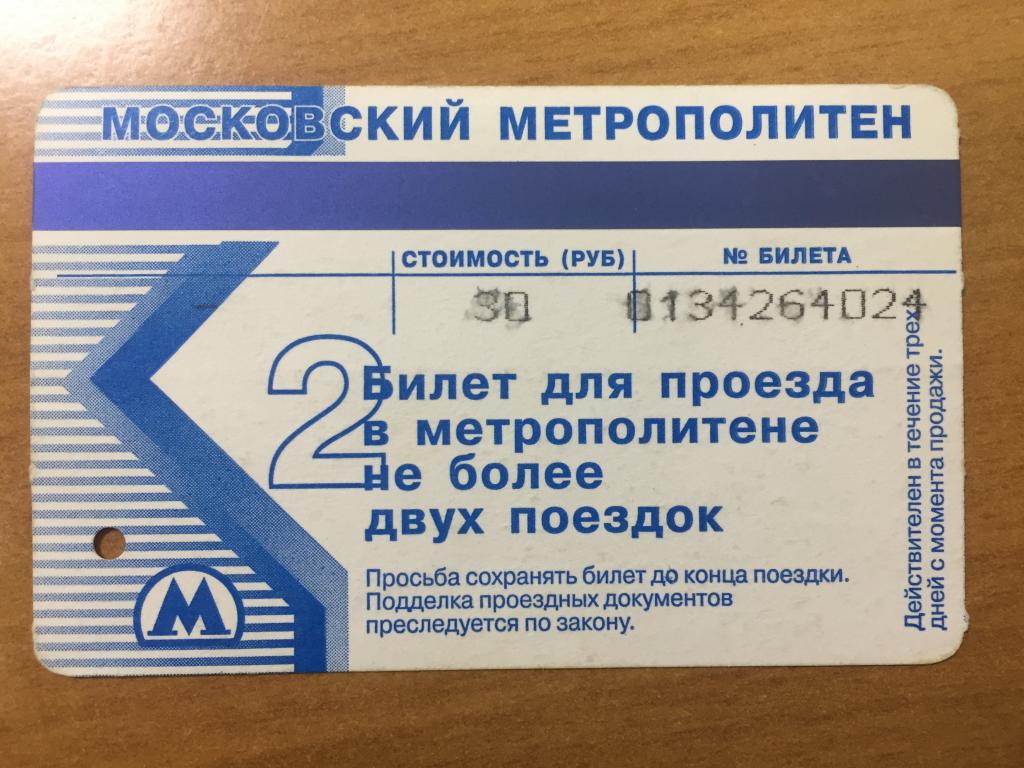 МОСКОВСКИЙ МЕТРОПОЛИТЕН
СТОИМОСТЬ (РУБ)
№ БИЛЕТА
30
0134264024
2
Билет для проезда
в метрополитене
не более
двух поездок
Просьба сохранять билет до конца поездки.
Подделка проездных документов
преследуется по закону.
Действителен в течение трех
дней с момента продажи.
М